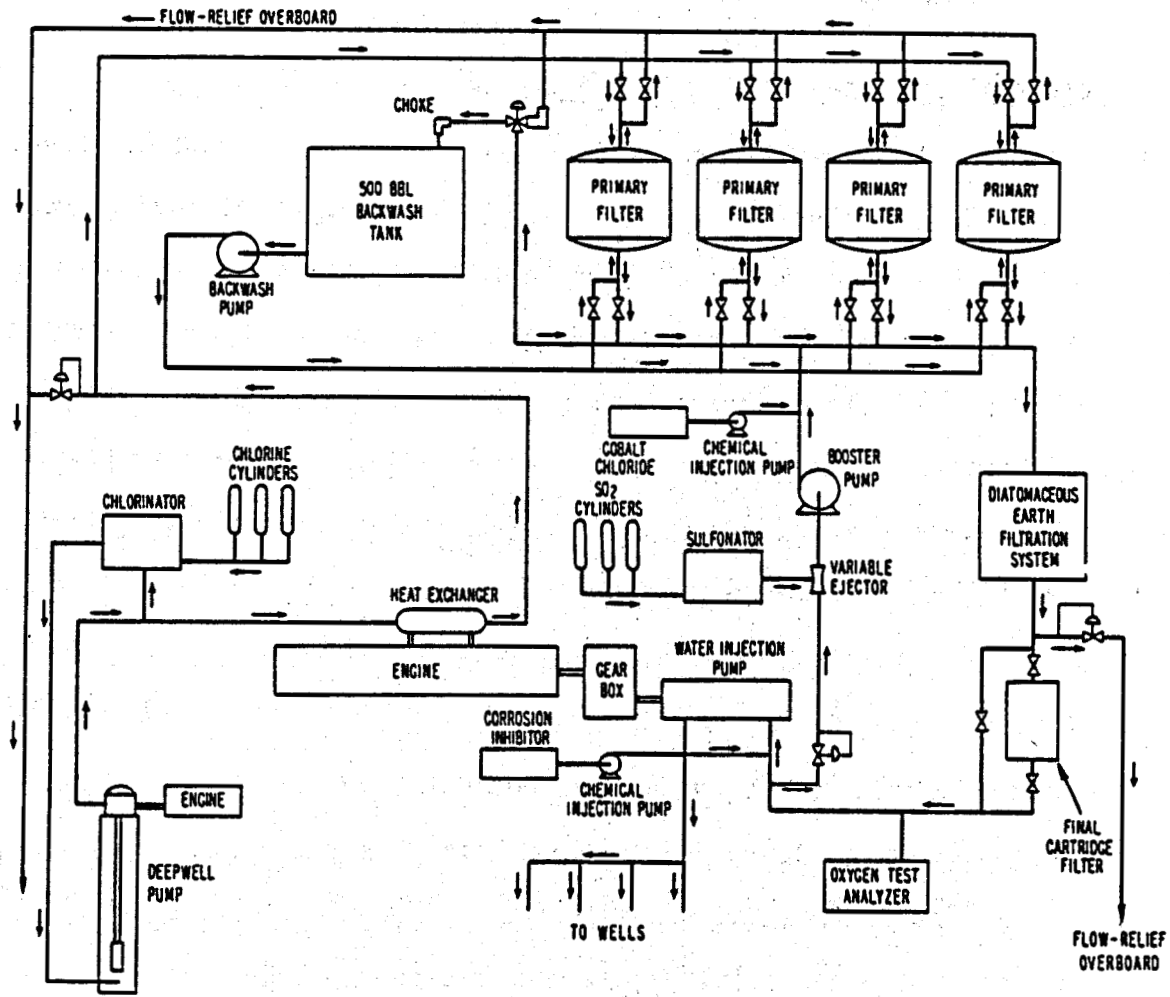 FLOW-RELIEF OVERBOARD
CHOKE
500 BBL
BACKWASH
TANK
PRIMARY
FILTER
PRIMARY
FILTER
PRIMARY
FILTER
PRIMARY
FILTER
BACKWASH
PUMP
COBALT
CHLORIDE
CHEMICAL
INJECTION PUMP
BOOSTER
PUMP
CHLORINE
CYLINDERS
CHLORINATOR
SO2
CYLINDERS
SULFONATOR
DIATOMACEOUS
EARTH
FILTRATION
SYSTEM
VARIABLE
EJECTOR
HEAT EXCHANGER
ENGINE
GEAR
BOX
WATER INJECTION
PUMP
CORROSION
INHIBITOR
CHEMICAL
INJECTION PUMP
ENGINE
DEEPWELL
PUMP
FINAL
CARTRIDGE
FILTER
OXYGEN TEST
ANALYZER
TO WELLS
FLOW-RELIEF
OVERBOARD